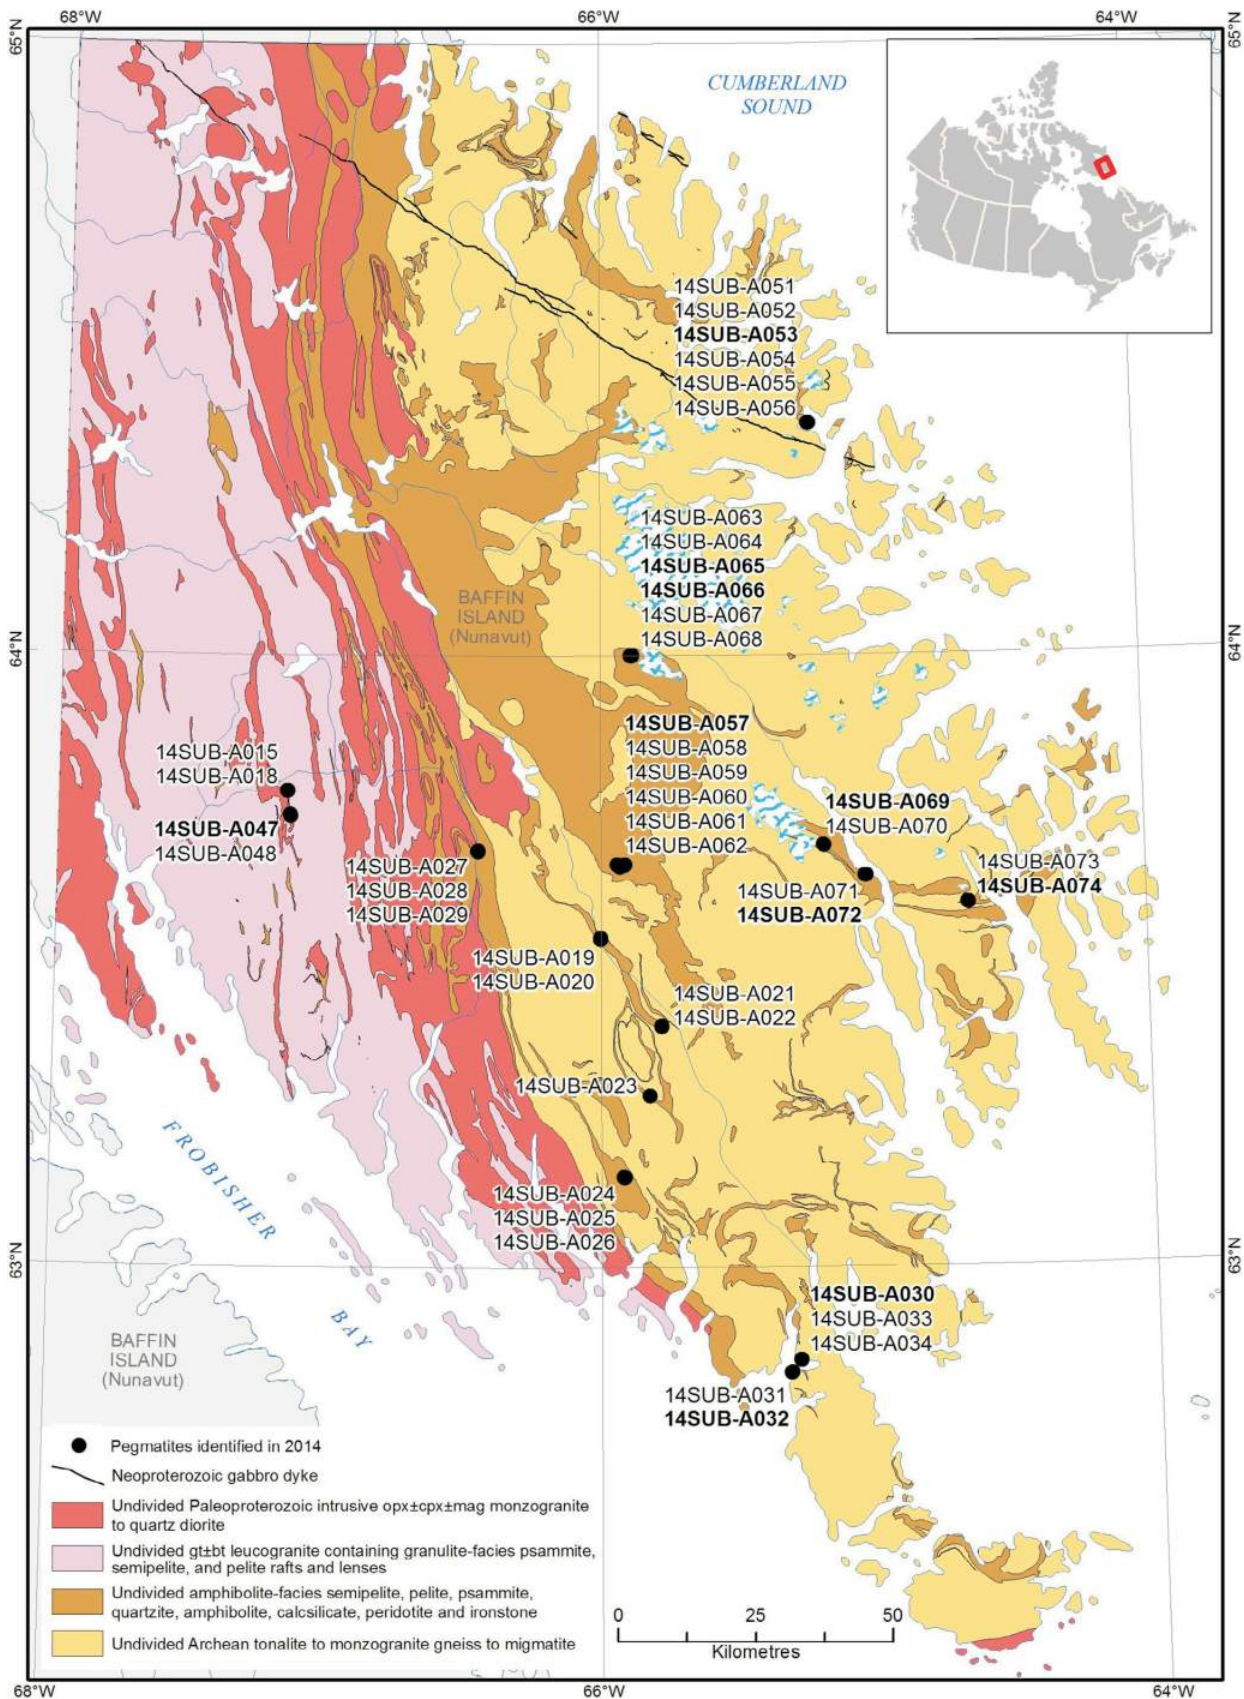 68°W
66°W
64°W
65°N
65°N
CUMBERLAND
SOUND
14SUB-A051
14SUB-A052
14SUB-A053
14SUB-A054
14SUB-A055
14SUB-A056
14SUB-A063
14SUB-A064
14SUB-A065
14SUB-A066
14SUB-A067
14SUB-A068
BAFFIN
ISLAND
(Nunavut)
64°N
64°N
14SUB-A057
14SUB-A058
14SUB-A059
14SUB-A060
14SUB-A061
14SUB-A062
14SUB-A015
14SUB-A018
14SUB-A047
14SUB-A048
14SUB-A069
14SUB-A070
14SUB-A027
14SUB-A028
14SUB-A029
14SUB-A071
14SUB-A072
14SUB-A073
14SUB-A074
14SUB-A019
14SUB-A020
14SUB-A021
14SUB-A022
14SUB-A023
14SUB-A024
14SUB-A025
14SUB-A026
FROBISHER
BAY
63°N
63°N
14SUB-A030
14SUB-A033
14SUB-A034
14SUB-A031
14SUB-A032
BAFFIN
ISLAND
(Nunavut)
Pegmatites identified in 2014
Neoproterozoic gabbro dyke
Undivided Paleoproterozoic intrusive opx±cpx±mag monzogranite
to quartz diorite
Undivided gt±bt leucogranite containing granulite-facies psammite,
semipelite, and pelite rafts and lenses
Undivided amphibolite-facies semipelite, pelite, psammite,
quartzite, amphibolite, calcsilicate, peridotite and ironstone
Undivided Archean tonalite to monzogranite gneiss to migmatite
0 25 50
Kilometres
68°W
66°W
64°W